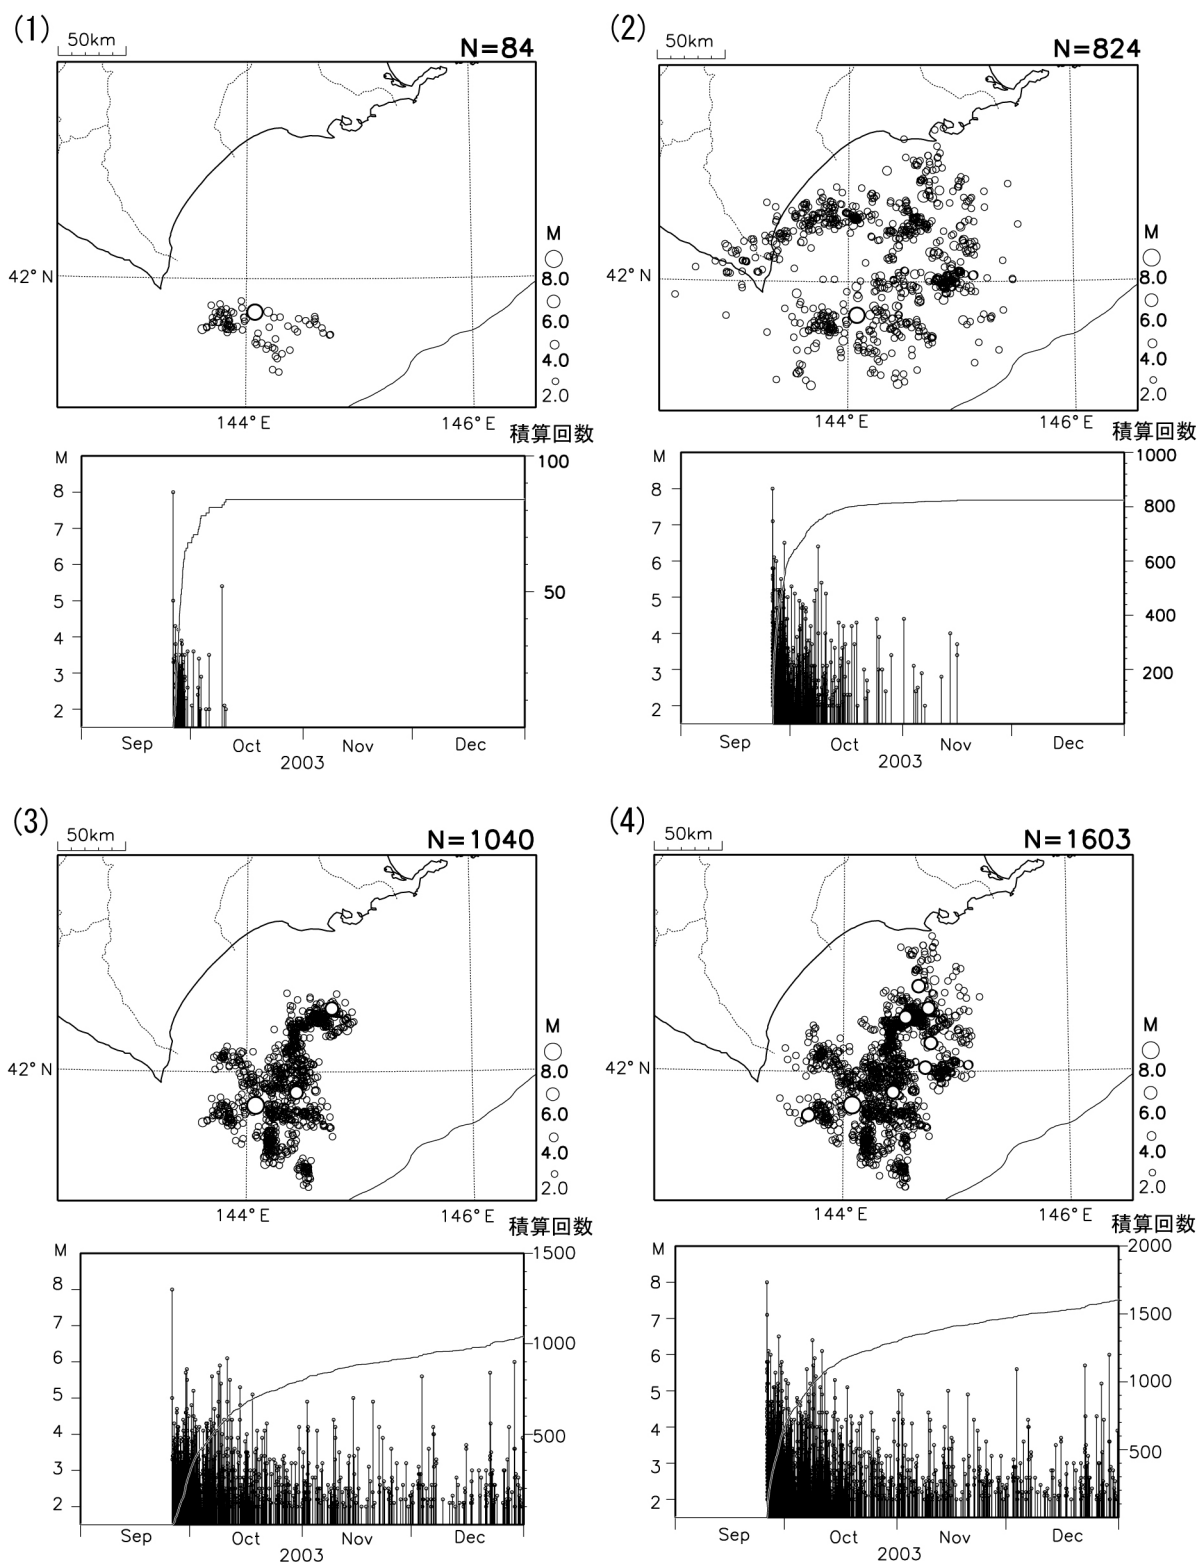 (1)
50km
N=84
42°N
M
8.0
6.0
4.0
2.0
144°E
146°E
積算回数
M
8
7
6
5
4
3
2
100
50
Sep
Oct
Nov
Dec
2003
(2)
50km
N=824
42°N
M
8.0
6.0
4.0
2.0
144°E
146°E
積算回数
M
8
7
6
5
4
3
2
1000
800
600
400
200
Sep
Oct
Nov
Dec
2003
(3)
50km
N=1040
42°N
M
8.0
6.0
4.0
2.0
144°E
146°E
積算回数
M
8
7
6
5
4
3
2
1500
1000
500
Sep
Oct
Nov
Dec
2003
(4)
50km
N=1603
42°N
M
8.0
6.0
4.0
2.0
144°E
146°E
積算回数
M
8
7
6
5
4
3
2
2000
1500
1000
500
Sep
Oct
Nov
Dec
2003